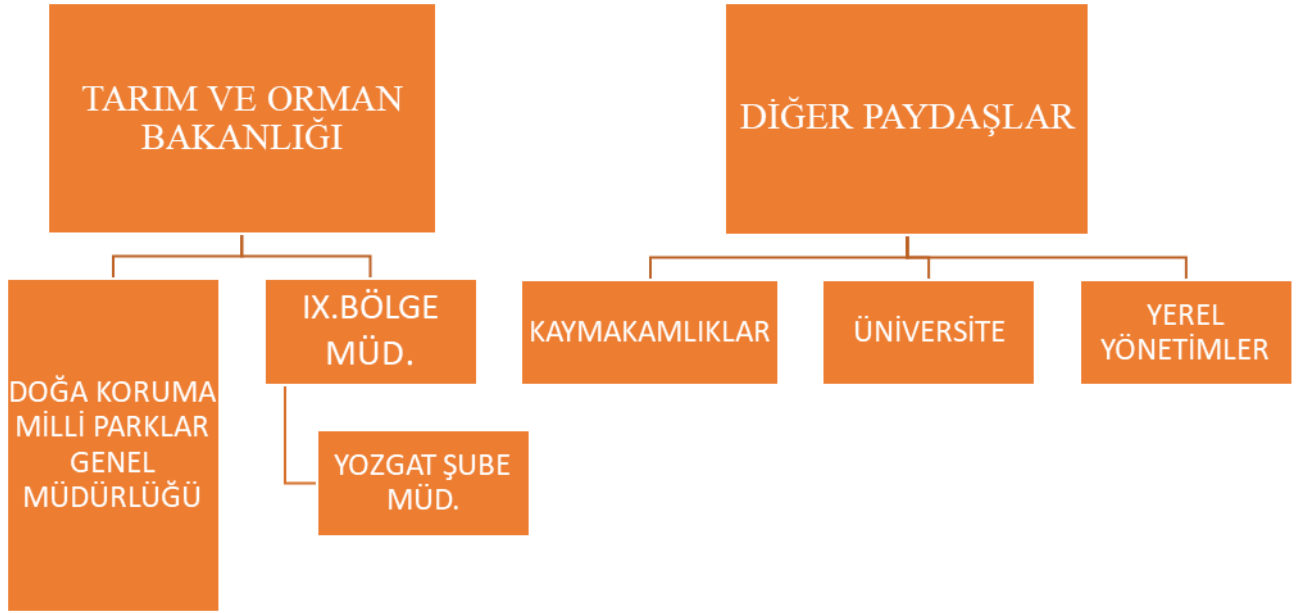 TARIM VE ORMAN
BAKANLIĞI
DOĞA KORUMA
MİLLİ PARKLAR
GENEL
MÜDÜRLÜĞÜ
IX.BÖLGE
MÜD.
YOZGAT ŞUBE
MÜD.
DİĞER PAYDAŞLAR
KAYMAKAMLIKLAR
ÜNİVERSİTE
YEREL
YÖNETİMLER